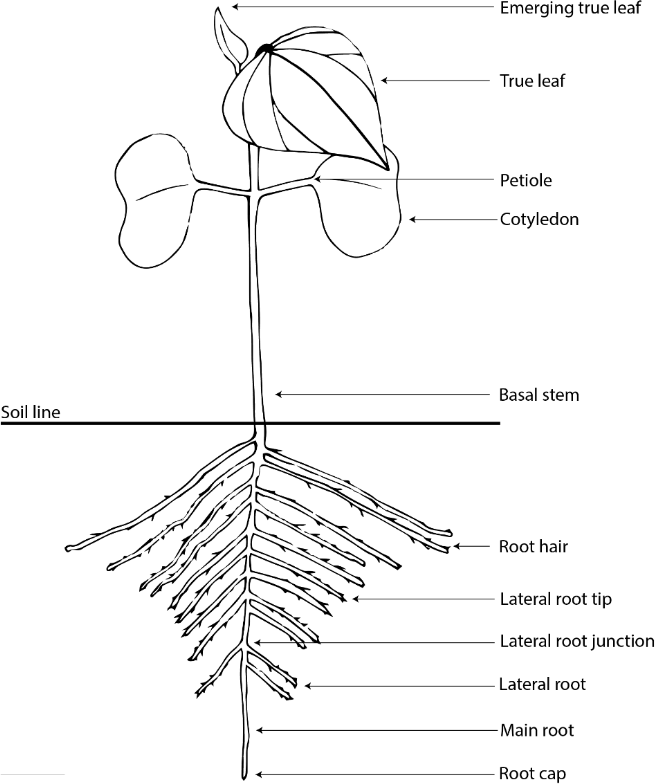 Emerging true leaf
True leaf
Petiole
Cotyledon
Basal stem
Soil line
Root hair
Lateral root tip
Lateral root junction
Lateral root
Main root
Root cap